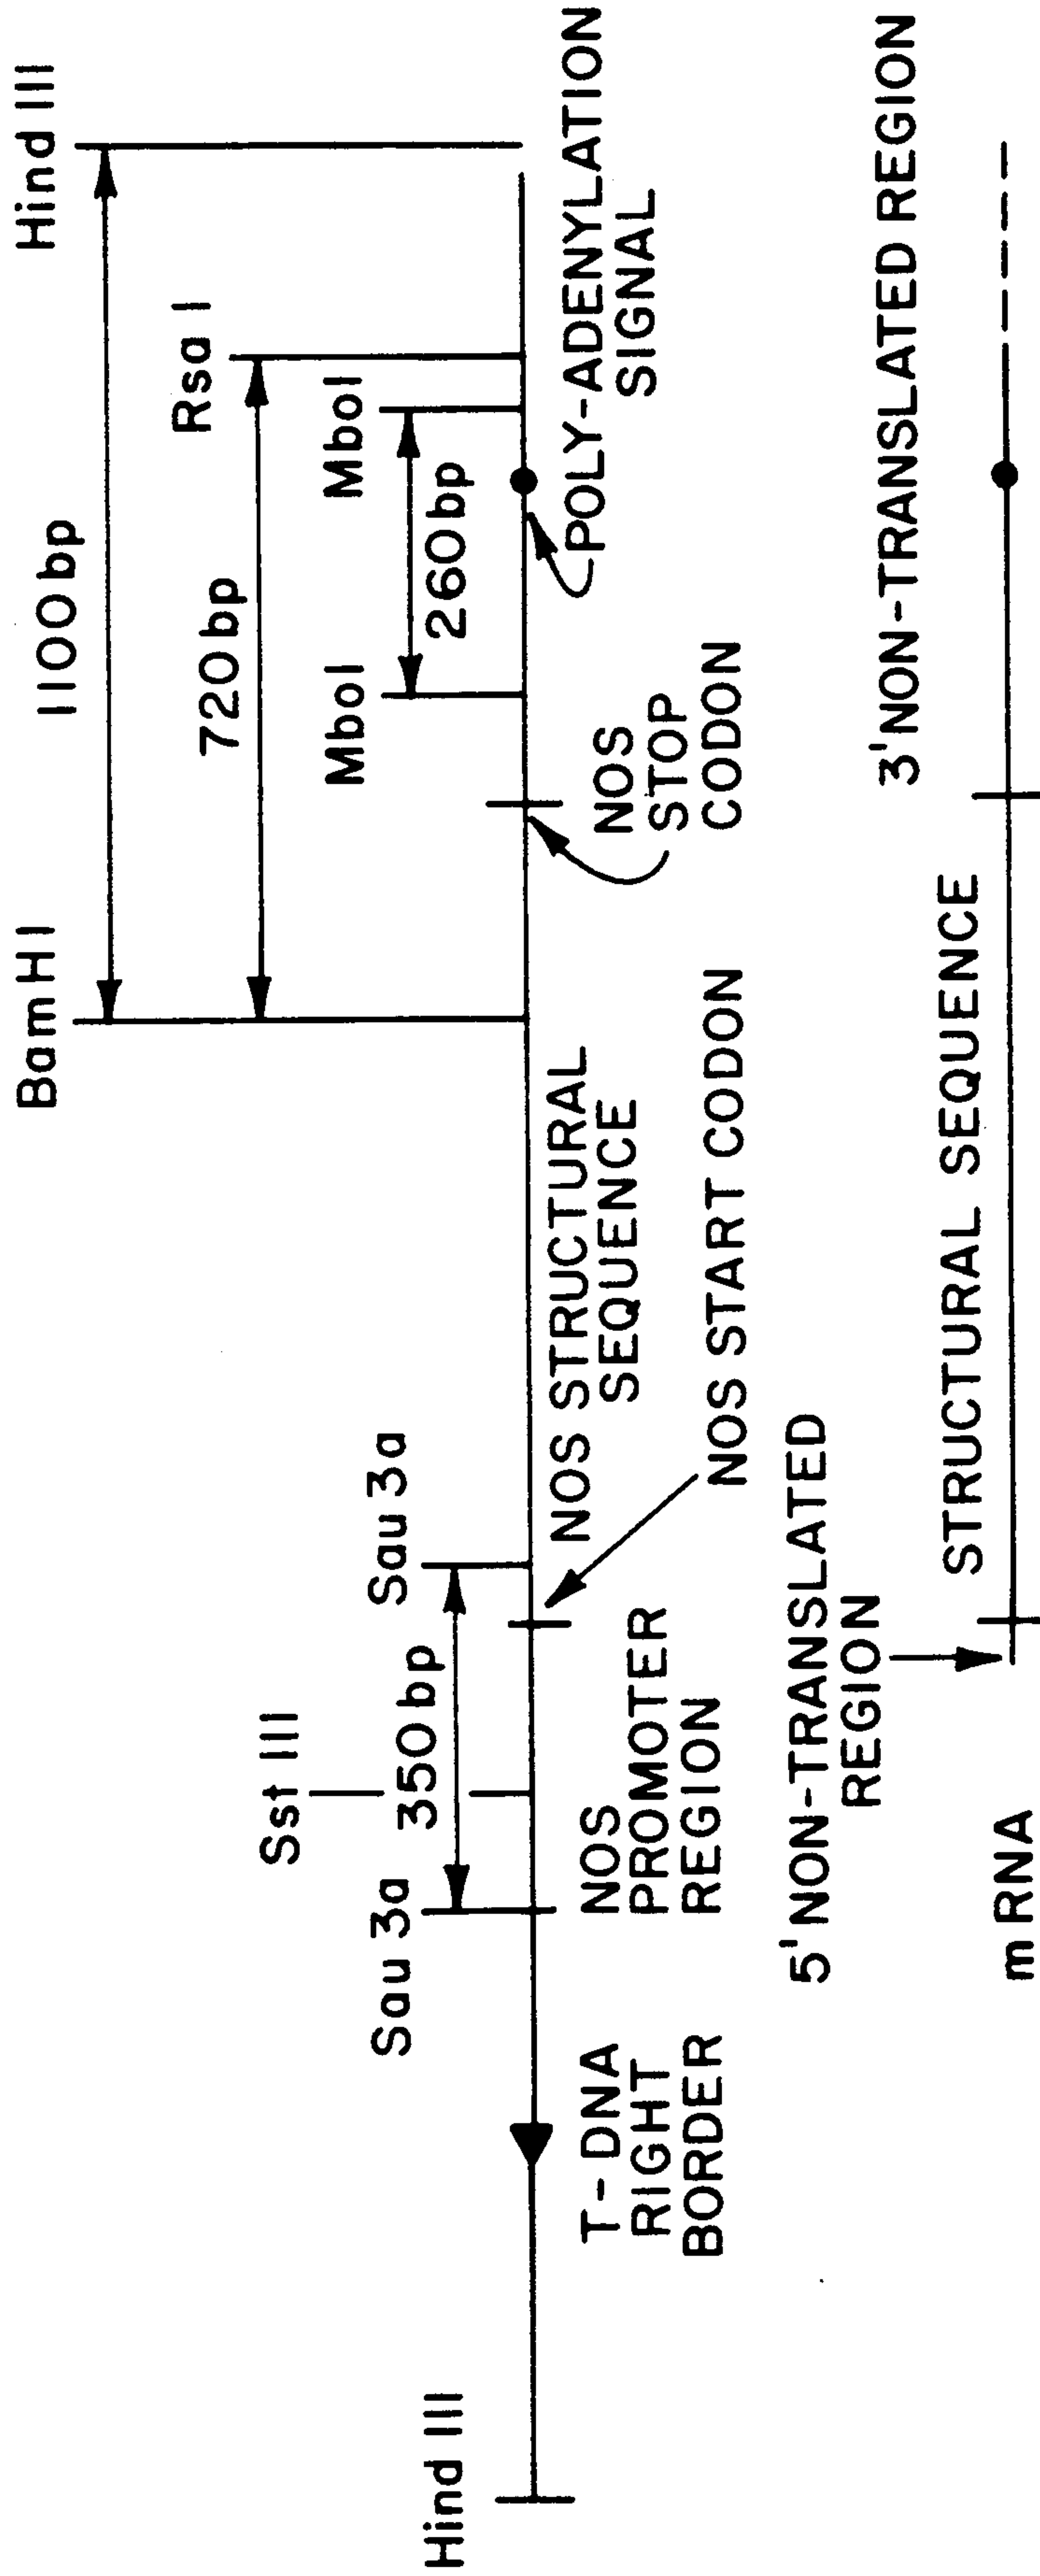 Hind III
BamHI
1100bp
Hind III
Rsa I
720bp
Sst III
Sau 3a
350bp
Sau 3a
MboI
260bp
MboI
T-DNA
RIGHT
BORDER
NOS
PROMOTER
REGION
NOS STRUCTURAL
SEQUENCE
NOS START CODON
NOS
STOP
CODON
POLY-ADENYLATION
SIGNAL
5'NON-TRANSLATED
REGION
mRNA
STRUCTURAL SEQUENCE
3'NON-TRANSLATED REGION